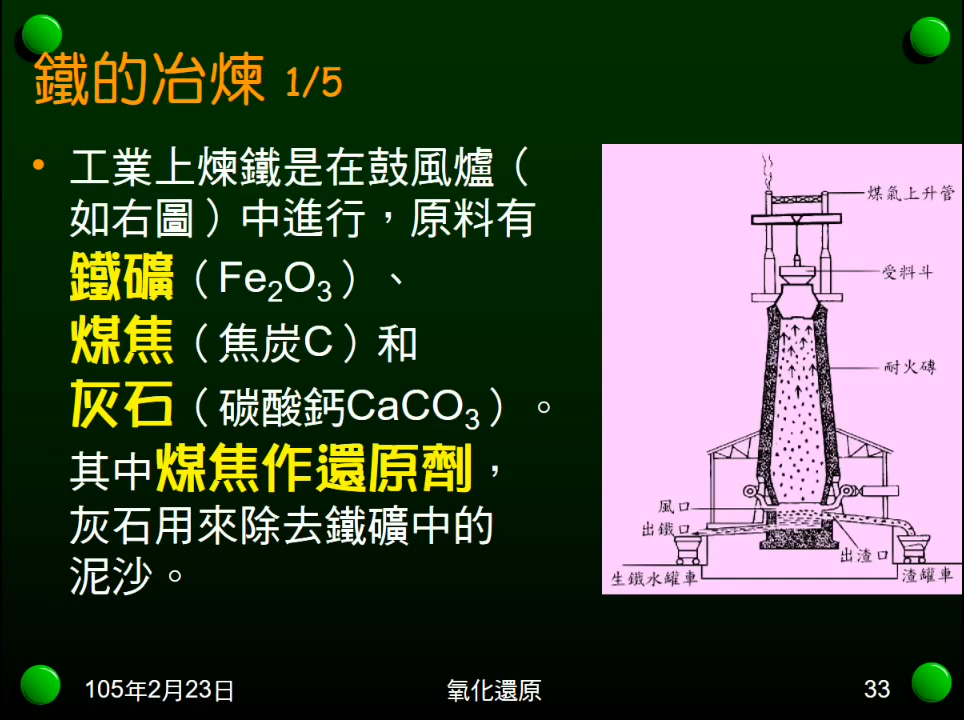 鐵的冶煉 1/5
• 工業上煉鐵是在鼓風爐（
如右圖）中進行，原料有
鐵礦（Fe₂O₃）、
煤焦（焦炭C）和
灰石（碳酸鈣CaCO₃）。
其中煤焦作還原劑，
灰石用來除去鐵礦中的
泥沙。
煤氣上升管
受料斗
耐火磚
風口
出鐵口
出渣口
生鐵水罐車
渣罐車
105年2月23日
氧化還原
33